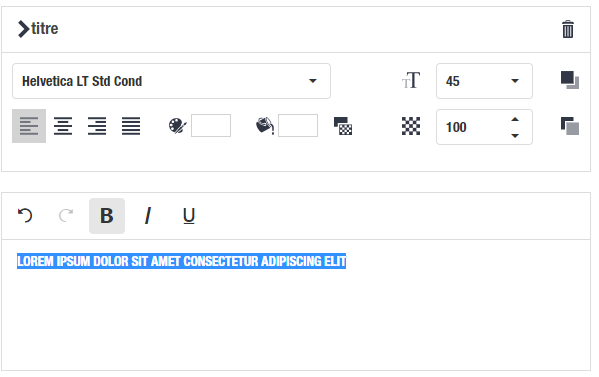 titre
Helvetica LT Std Cond
45
100
B I U
LOREM IPSUM DOLOR SIT AMET CONSECTETUR ADIPISCING ELIT